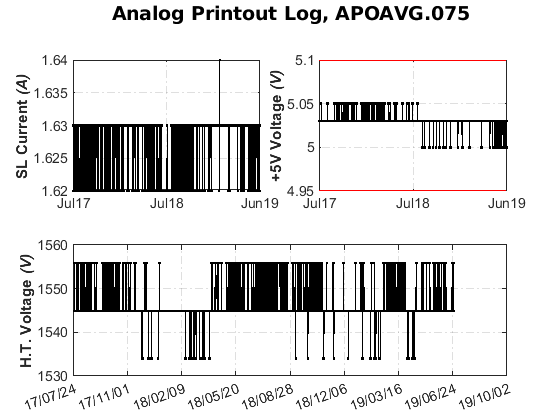 Analog Printout Log, APOAVG.075
SL Current (A)
1.64
1.635
1.63
1.625
1.62
Jul17 Jul18 Jun19
+5V Voltage (V)
5.1
5.05
5
4.95
Jul17 Jul18 Jun19
H.T. Voltage (V)
1560
1550
1540
1530
17/07/24 17/11/01 18/02/09 18/05/20 18/08/28 18/12/06 19/03/16 19/06/24 19/10/02